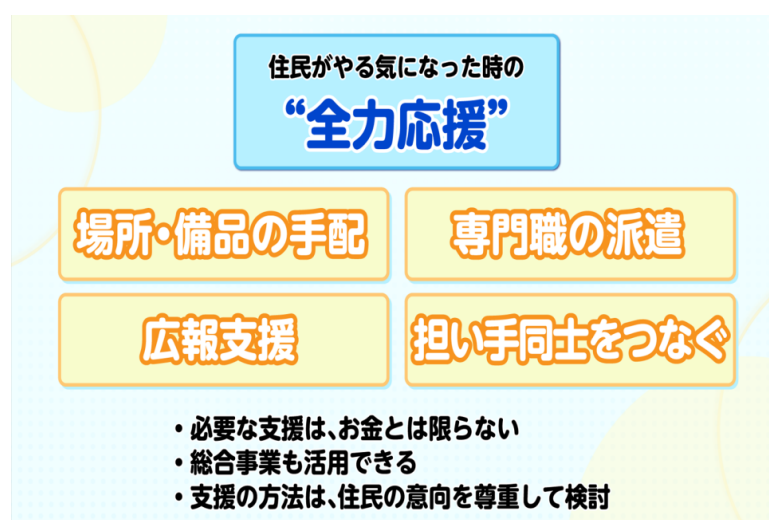 住民がやる気になった時の
“全力応援”
場所・備品の手配
専門職の派遣
広報支援
担い手同士をつなぐ
・必要な支援は、お金とは限らない
・総合事業も活用できる
・支援の方法は、住民の意向を尊重して検討